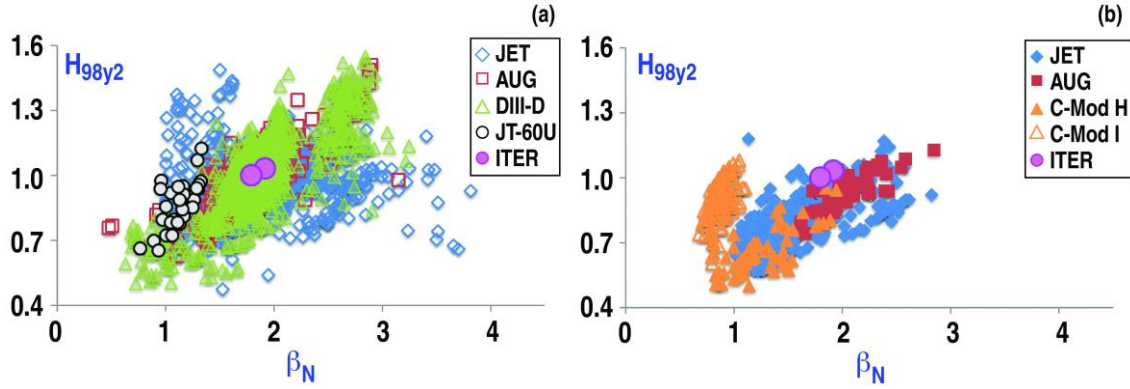 (a)
1.6
H98y2
JET
AUG
DIII-D
JT-60U
ITER
1.3
1.0
0.7
0.4
0
1
2
3
4
βN
(b)
1.6
H98y2
JET
AUG
C-Mod H
C-Mod I
ITER
1.3
1.0
0.7
0.4
0
1
2
3
4
βN